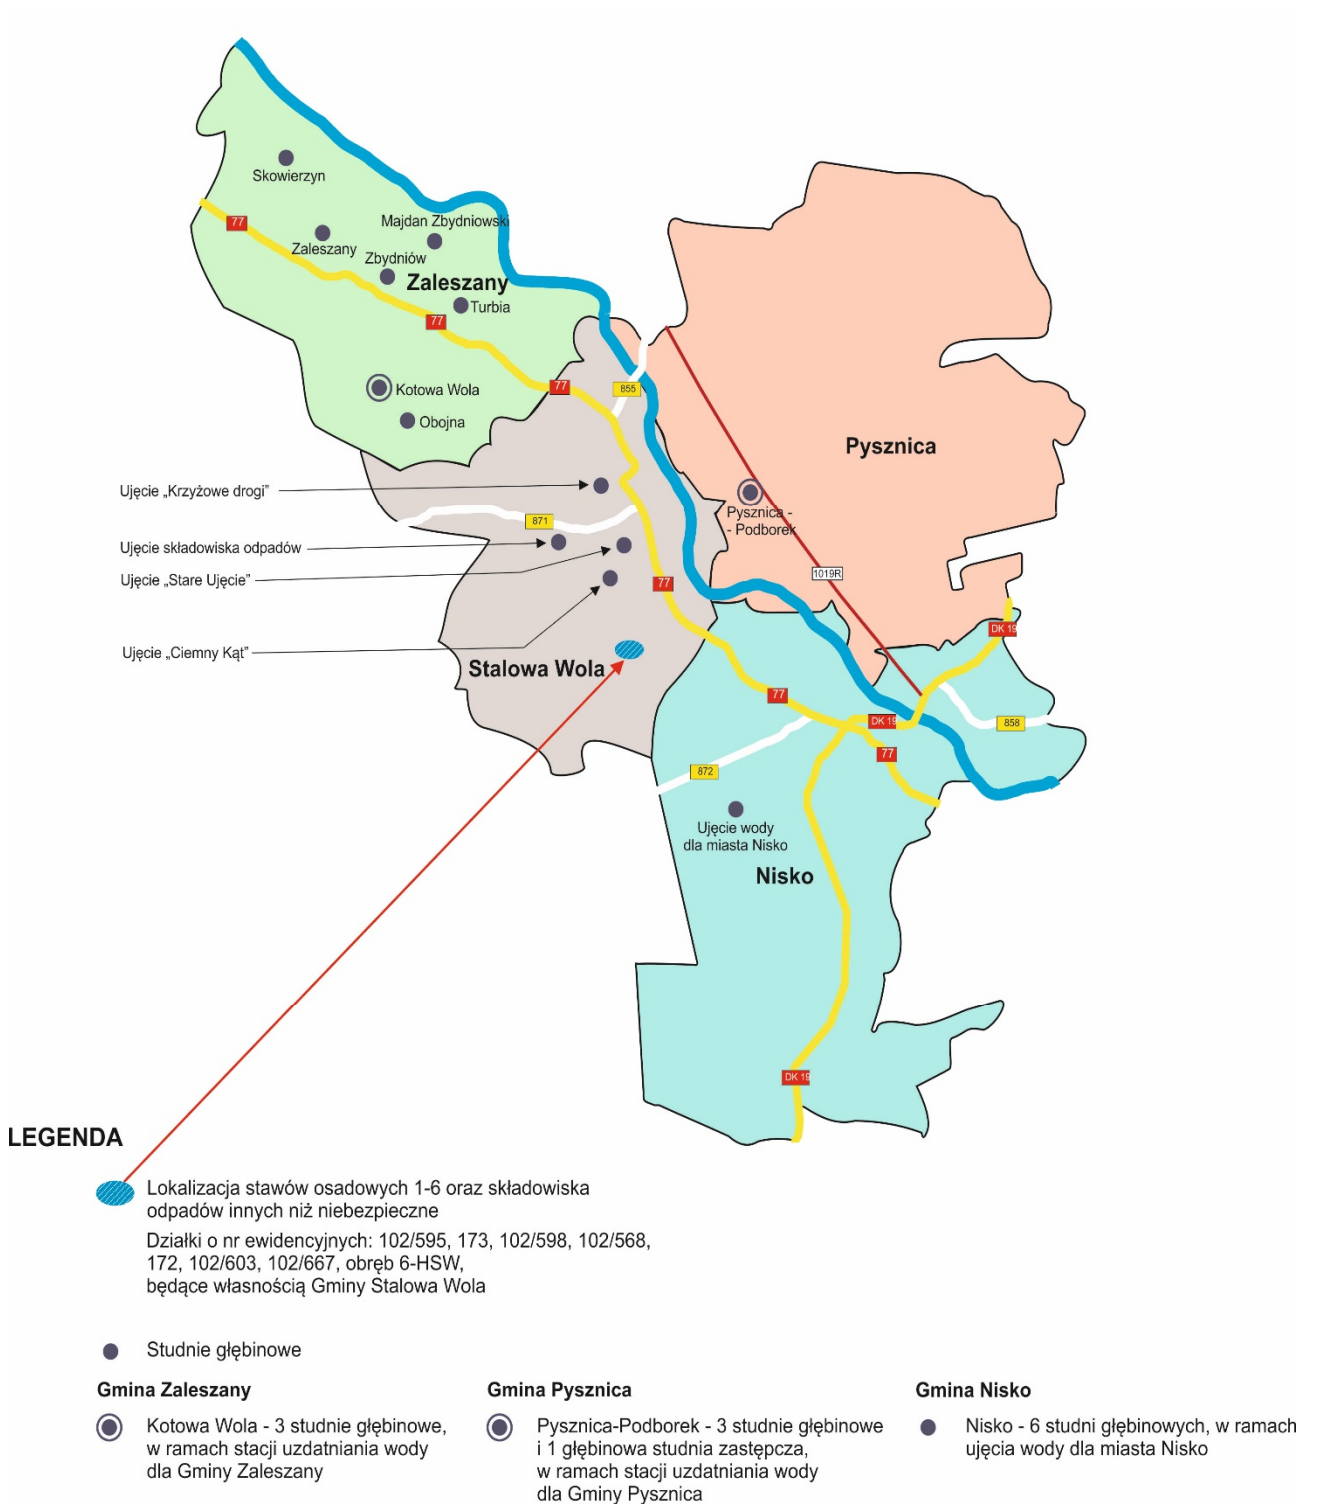 77
Skowierzyn
Majdan Zbydniowski
Zaleszany
Zbydniów
Zaleszany
Turbia
77
77
855
Kotowa Wola
Obojna
Pysznica
Ujęcie „Krzyżowe drogi”
Pysznica -
- Podborek
871
Ujęcie składowiska odpadów
Ujęcie „Stare Ujęcie”
77
1019R
DK 19
Ujęcie „Ciemny Kąt”
Stalowa Wola
77
DK 19
858
77
872
Ujęcie wody
dla miasta Nisko
Nisko
DK 19
LEGENDA
Lokalizacja stawów osadowych 1-6 oraz składowiska
odpadów innych niż niebezpieczne
Działki o nr ewidencyjnych: 102/595, 173, 102/598, 102/568,
172, 102/603, 102/667, obręb 6-HSW,
będące własnością Gminy Stalowa Wola
Studnie głębinowe
Gmina Zaleszany
Kotowa Wola - 3 studnie głębinowe,
w ramach stacji uzdatniania wody
dla Gminy Zaleszany
Gmina Pysznica
Pysznica-Podborek - 3 studnie głębinowe
i 1 głębinowa studnia zastępcza,
w ramach stacji uzdatniania wody
dla Gminy Pysznica
Gmina Nisko
Nisko - 6 studni głębinowych, w ramach
ujęcia wody dla miasta Nisko